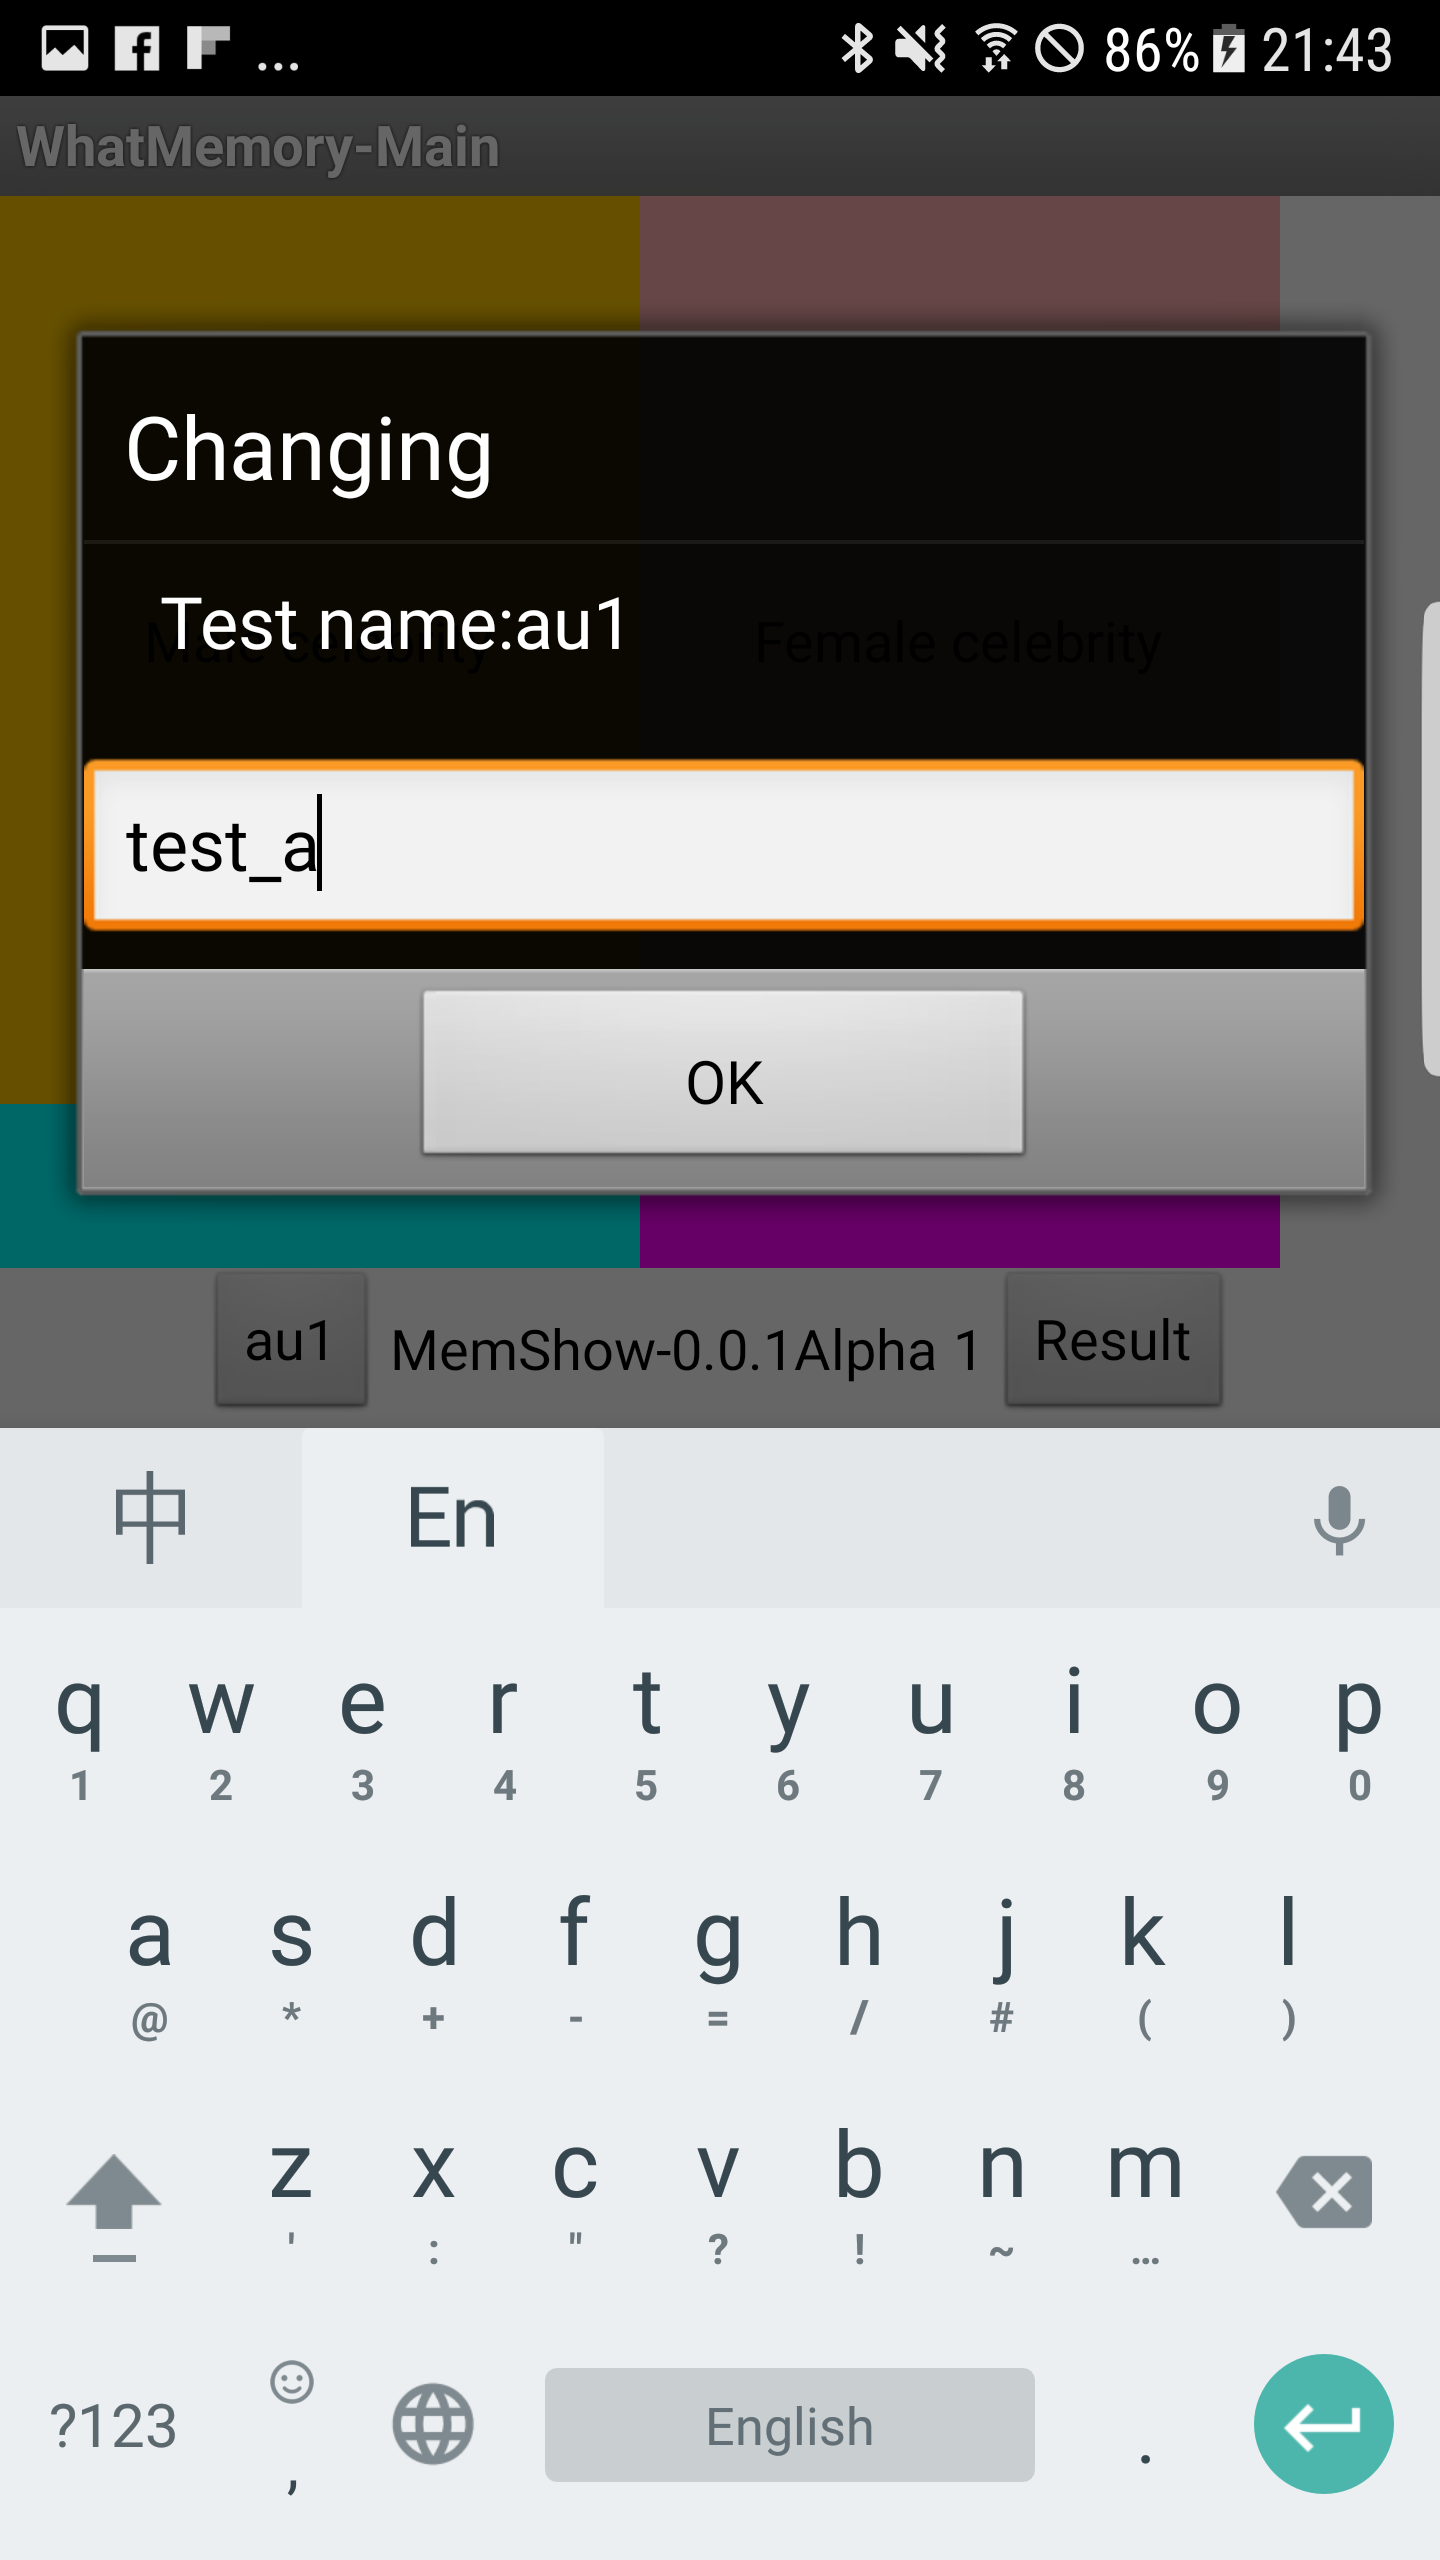 ... 86% 21:43
WhatMemory-Main
Changing
Test name:au1
Male celebrity Female celebrity
test_a
OK
au1 MemShow-0.0.1Alpha 1 Result
中 En
q w e r t y u i o p
1 2 3 4 5 6 7 8 9 0
a s d f g h j k l
@ * + - = / # ( )
z x c v b n m
' : " ? ! ~ …
?123 , English .